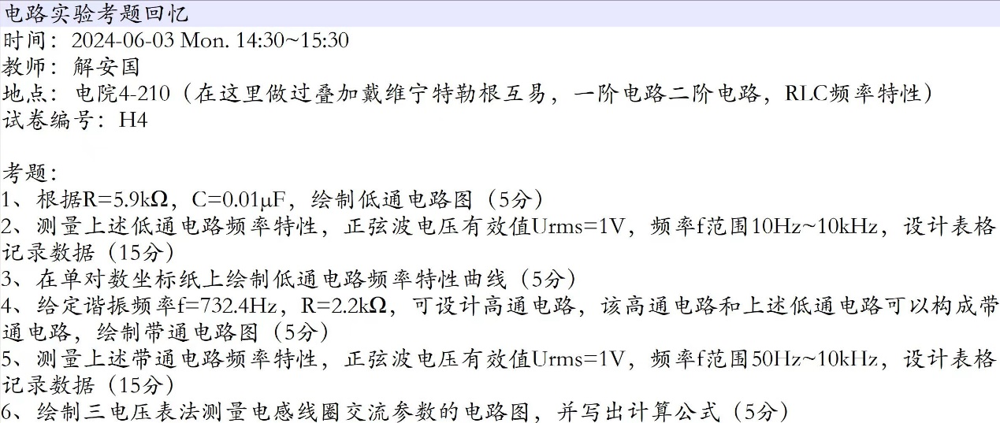 电路实验考题回忆
时间：2024-06-03 Mon. 14:30~15:30
教师：解安国
地点：电院4-210（在这里做过叠加戴维宁特勒根互易，一阶电路二阶电路，RLC频率特性）
试卷编号：H4
考题：
1、根据R=5.9kΩ，C=0.01μF，绘制低通电路图（5分）
2、测量上述低通电路频率特性，正弦波电压有效值Urms=1V，频率f范围10Hz~10kHz，设计表格
记录数据（15分）
3、在单对数坐标纸上绘制低通电路频率特性曲线（5分）
4、给定谐振频率f=732.4Hz，R=2.2kΩ，可设计高通电路，该高通电路和上述低通电路可以构成带
通电路，绘制带通电路图（5分）
5、测量上述带通电路频率特性，正弦波电压有效值Urms=1V，频率f范围50Hz~10kHz，设计表格
记录数据（15分）
6、绘制三电压表法测量电感线圈交流参数的电路图，并写出计算公式（5分）